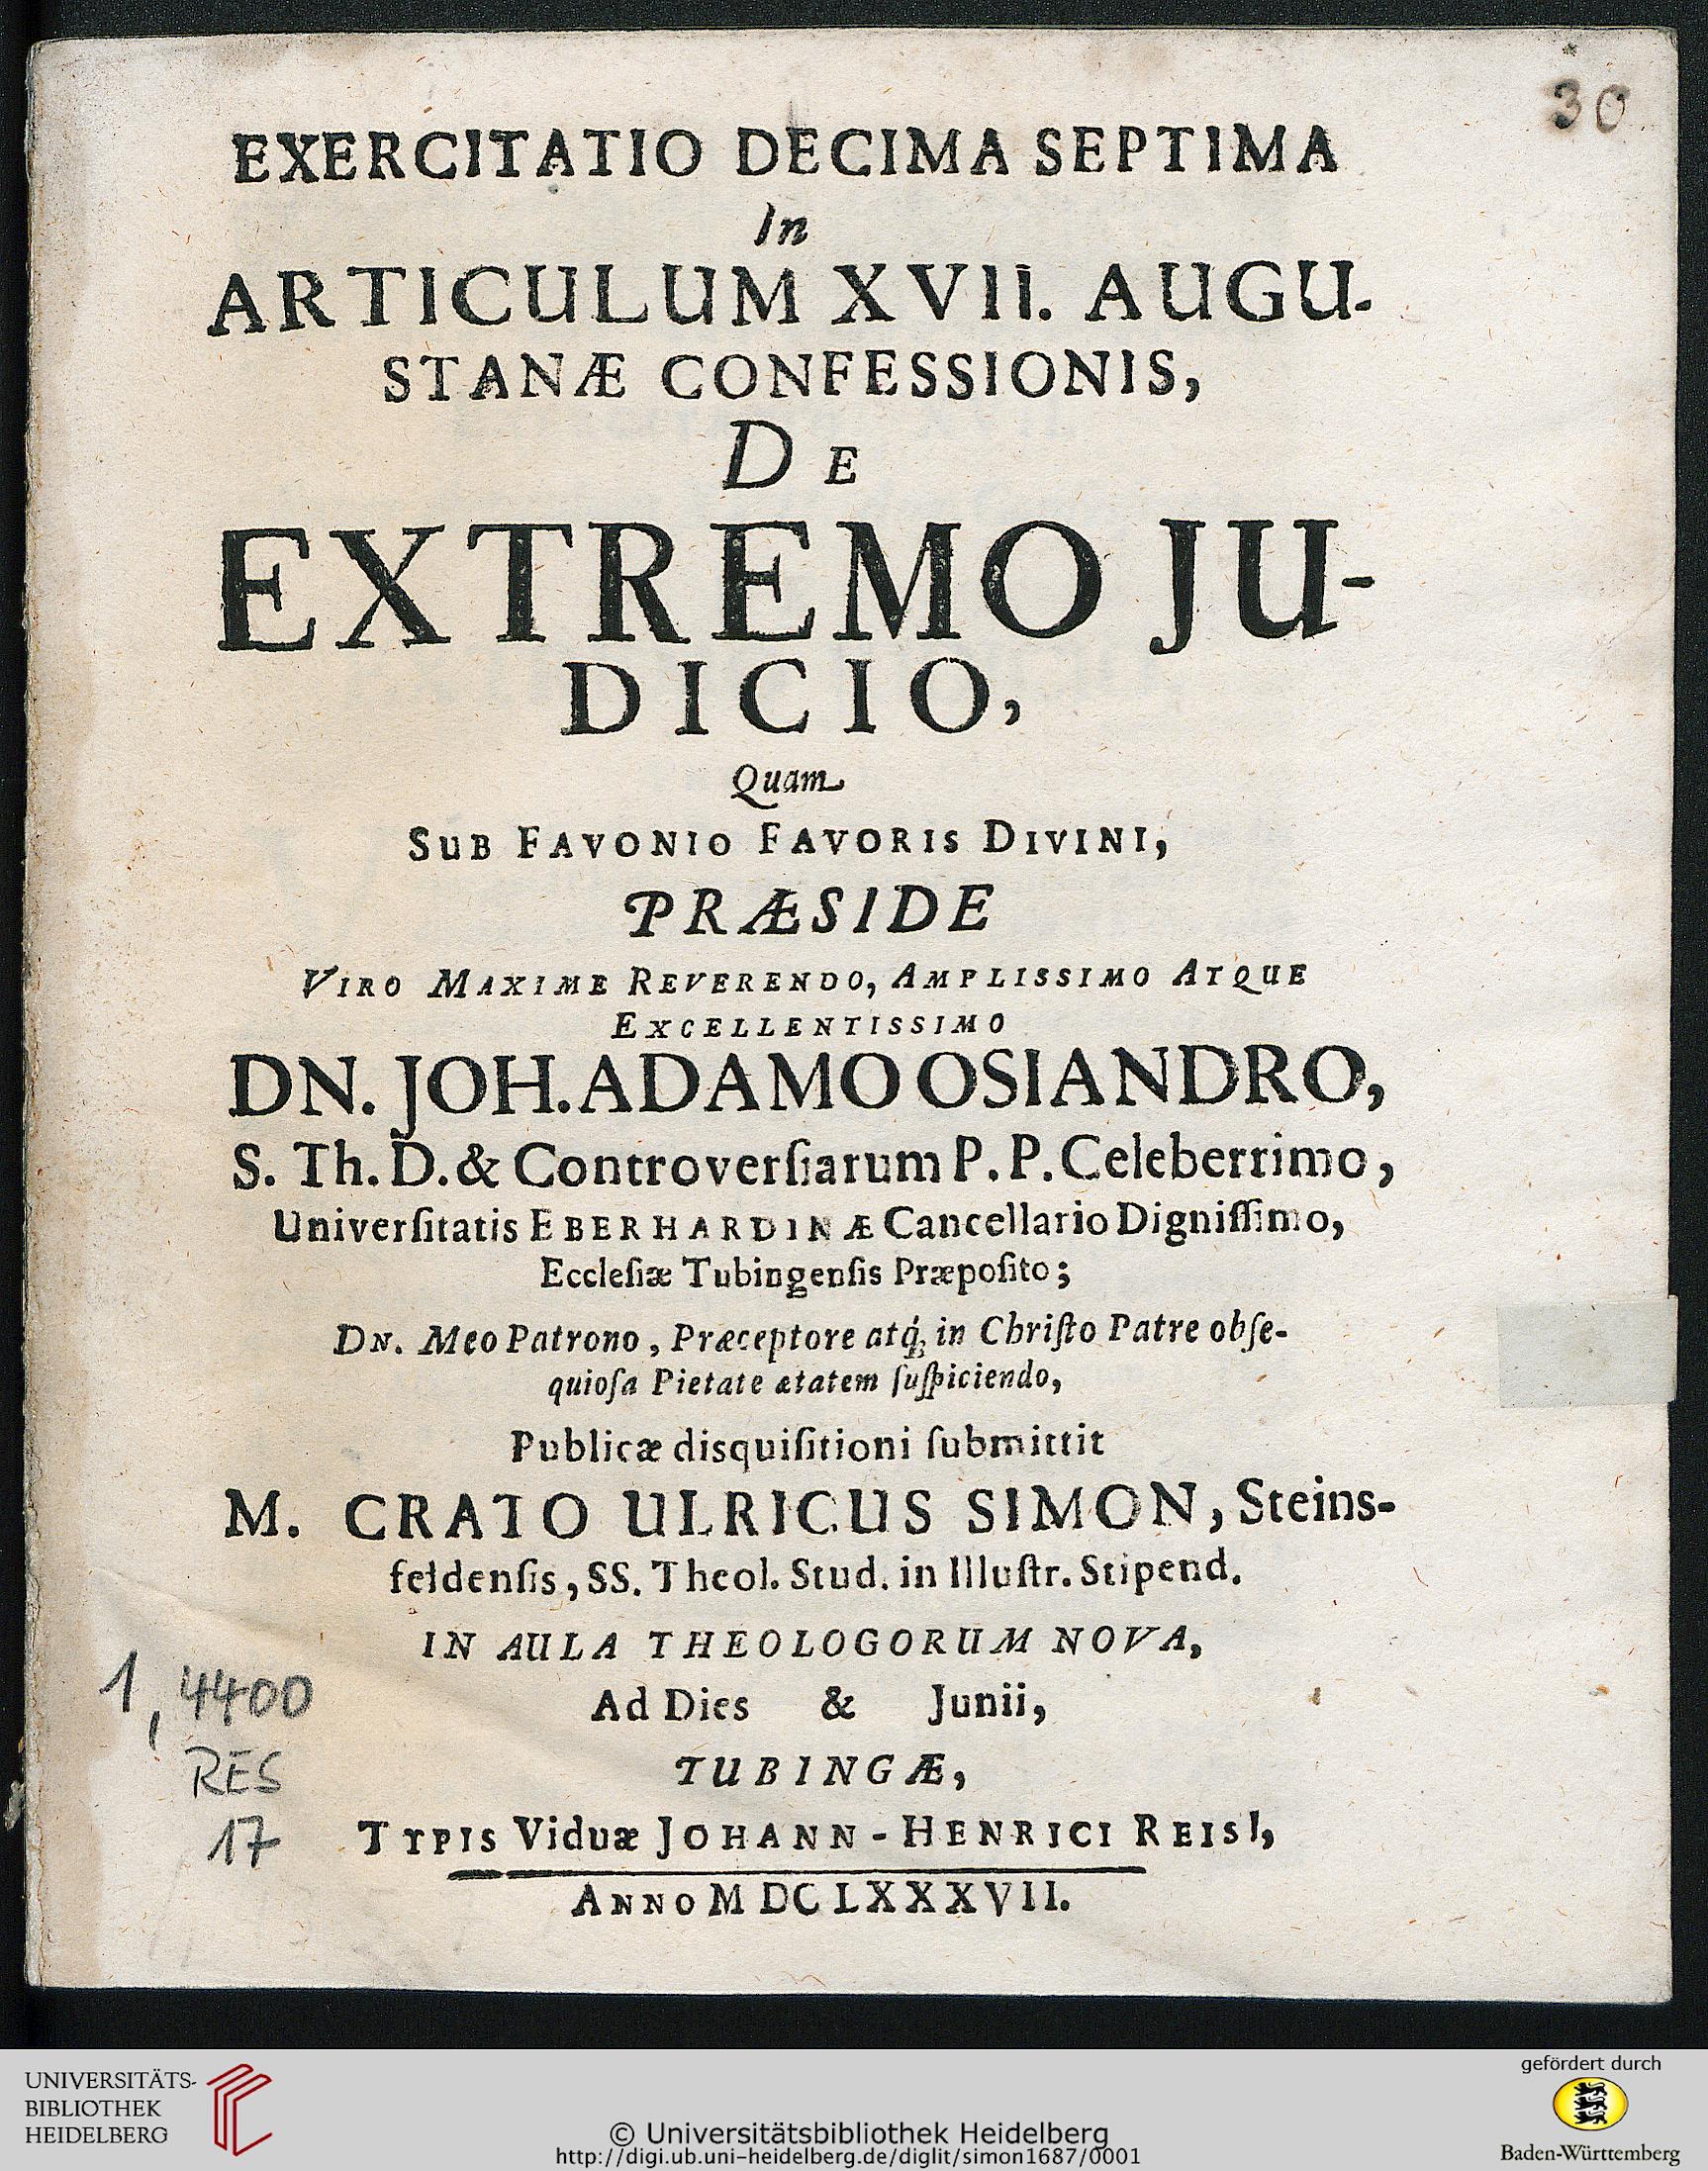 30
EXERCITATIO DECIMA SEPTIMA
In
ARTICULUM XVII. AUGU-
STANÆ CONFESSIONIS,
DE
EXTREMO JU-
DICIO,
Quam
SUB FAVONIO FAVORIS DIVINI,
PRÆSIDE
VIRO MAXIME REVERENDO, AMPLISSIMO ATQUE
EXCELLENTISSIMO
DN. JOH. ADAMO OSIANDRO,
S. Th. D. & Controverſiarum P. P. Celeberrimo,
Univerſitatis EBERHARDINÆ Cancellario Digniſſimo,
Eccleſiæ Tubingenſis Præpoſito;
DN. Meo Patrono, Præceptore atq́; in Chriſto Patre obſe-
quioſa Pietate ætatem ſuſpiciendo,
Publicæ disquiſitioni ſubmittit
M. CRATO ULRICUS SIMON, Steins-
feldenſis, SS. Theol. Stud. in Illuſtr. Stipend.
IN AULA THEOLOGORUM NOVA,
Ad Dies & Junii,
TUBINGÆ,
TYPIS Viduæ JOHANN-HENRICI REISI,
ANNO M DC LXXXVII.
1, 4400
RES
17
UNIVERSITÄTS-
BIBLIOTHEK
HEIDELBERG
© Universitätsbibliothek Heidelberg
http://digi.ub.uni-heidelberg.de/diglit/simon1687/0001
gefördert durch
Baden-Württemberg